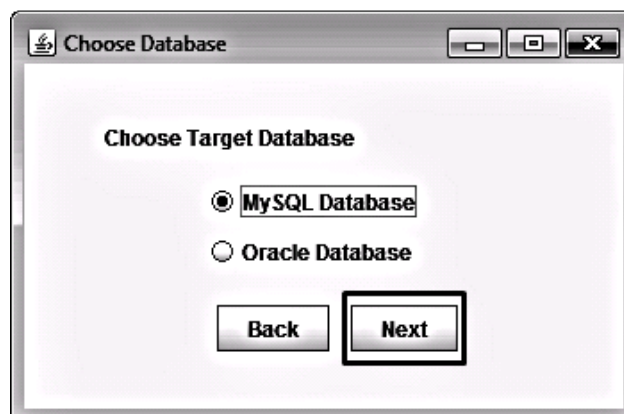 Choose Database
Choose Target Database
MySQL Database
Oracle Database
Back Next